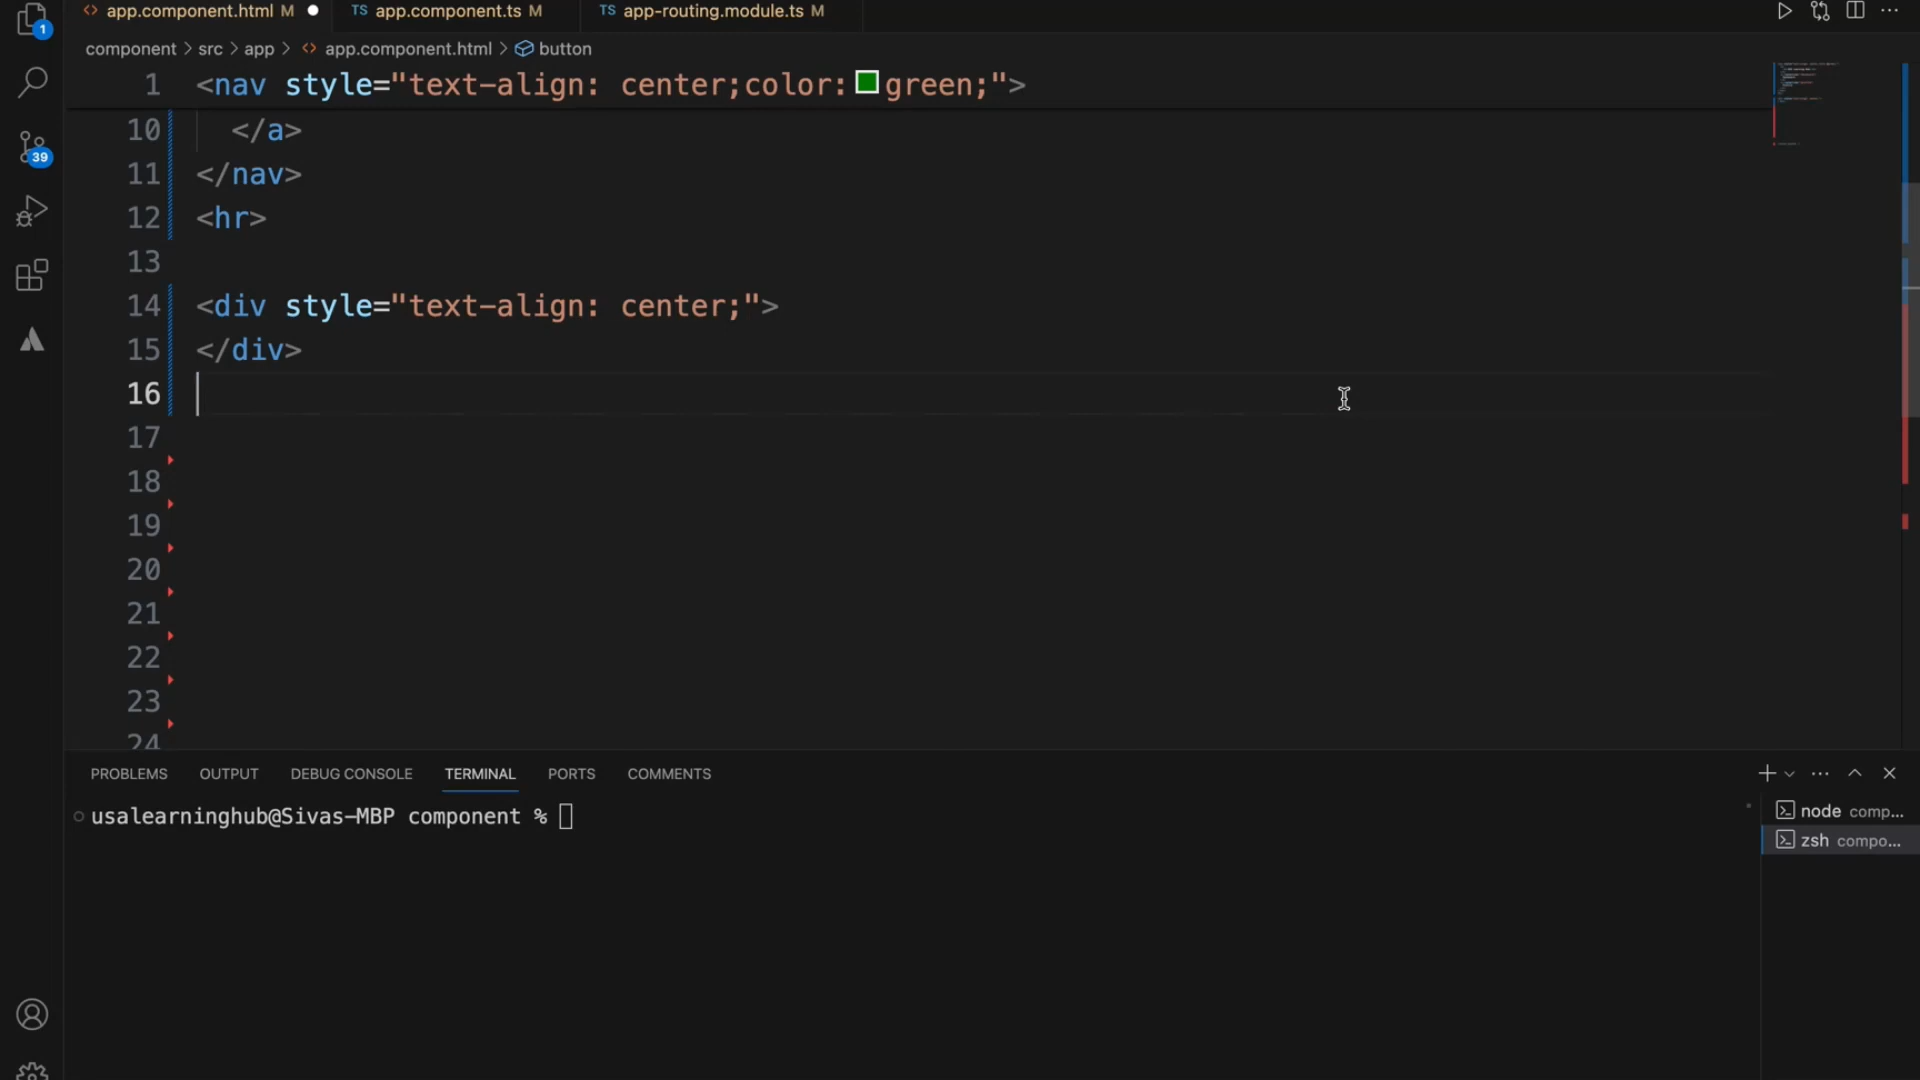 1
<> app.component.html M ● TS app.component.ts M TS app-routing.module.ts M
component > src > app > <> app.component.html > button
1 <nav style="text-align: center;color: green;">
39
10 </a>
11 </nav>
12 <hr>
13
14 <div style="text-align: center;">
15 </div>
16
17
18
19
20
21
22
23
24
PROBLEMS OUTPUT DEBUG CONSOLE TERMINAL PORTS COMMENTS
usalearninghub@Sivas-MBP component %
node comp...
zsh compo...